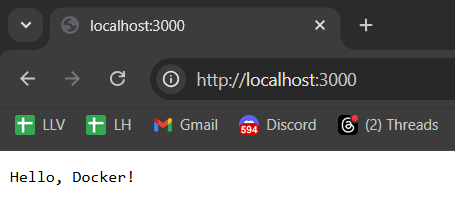 localhost:3000
http://localhost:3000
LLV LH Gmail 594 Discord (2) Threads
Hello, Docker!